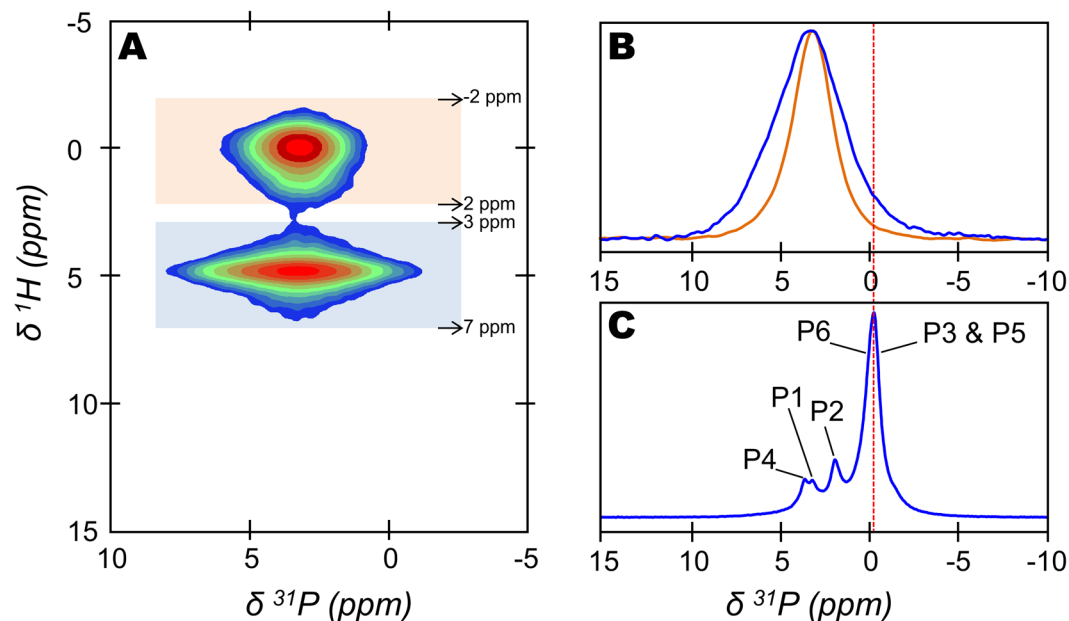 A
-5
0
5
10
15
δ ¹H (ppm)
-2 ppm
2 ppm
3 ppm
7 ppm
10 5 0 -5
δ ³¹P (ppm)
B
15 10 5 0 -5 -10
C
P6
P3 & P5
P1
P2
P4
15 10 5 0 -5 -10
δ ³¹P (ppm)